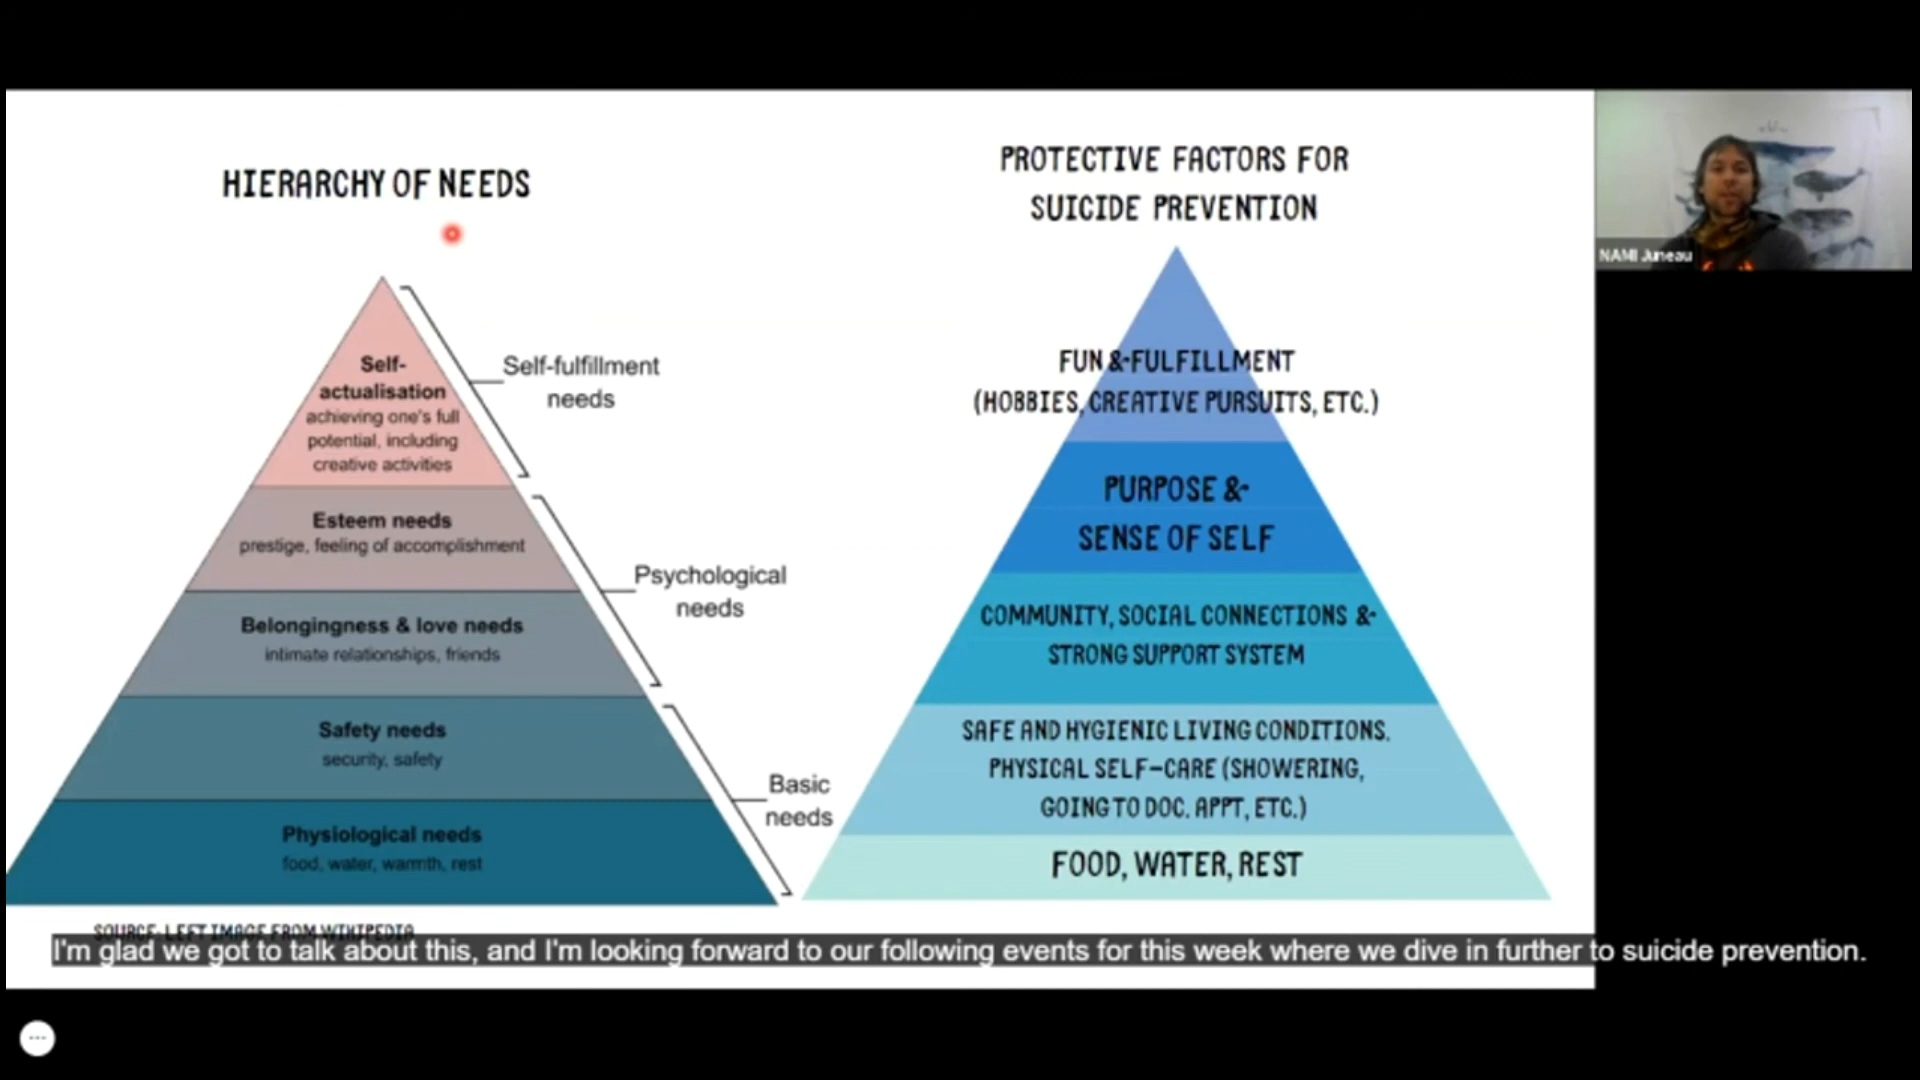 HIERARCHY OF NEEDS
Self-
actualisation
achieving one's full
potential, including
creative activities
Esteem needs
prestige, feeling of accomplishment
Belongingness & love needs
intimate relationships, friends
Safety needs
security, safety
Physiological needs
food, water, warmth, rest
Self-fulfillment
needs
Psychological
needs
Basic
needs
SOURCE: LEFT IMAGE FROM WIKIPEDIA
PROTECTIVE FACTORS FOR
SUICIDE PREVENTION
FUN & FULFILLMENT
(HOBBIES, CREATIVE PURSUITS, ETC.)
PURPOSE &
SENSE OF SELF
COMMUNITY, SOCIAL CONNECTIONS &
STRONG SUPPORT SYSTEM
SAFE AND HYGIENIC LIVING CONDITIONS.
PHYSICAL SELF-CARE (SHOWERING,
GOING TO DOC. APPT, ETC.)
FOOD, WATER, REST
NAMI Juneau
I'm glad we got to talk about this, and I'm looking forward to our following events for this week where we dive in further to suicide prevention.